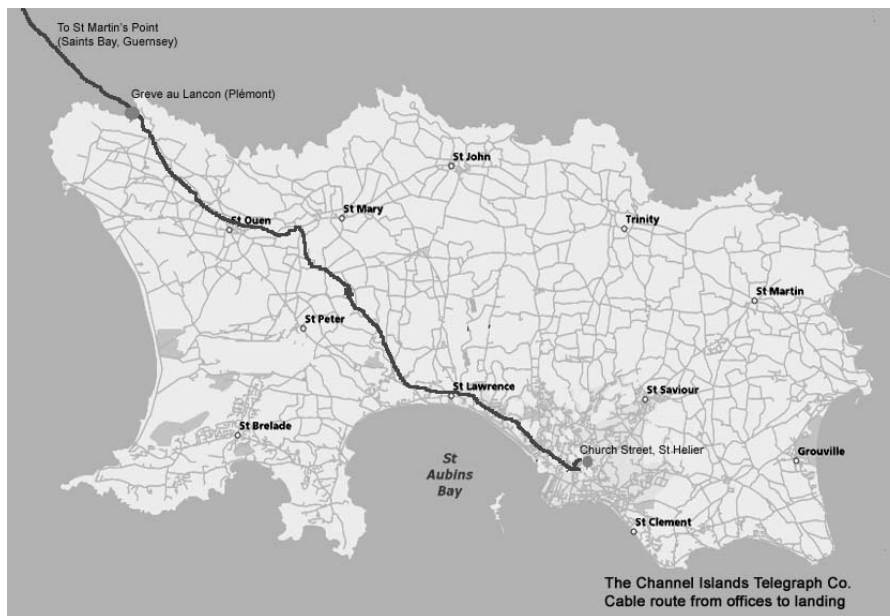 To St Martin's Point
(Saints Bay, Guernsey)
Greve au Lancon (Plémont)
St John
St Mary
St Ouen
Trinity
St Martin
St Peter
St Lawrence
St Saviour
St Brelade
Church Street, St Helier
Grouville
St
Aubins
Bay
St Clement
The Channel Islands Telegraph Co.
Cable route from offices to landing